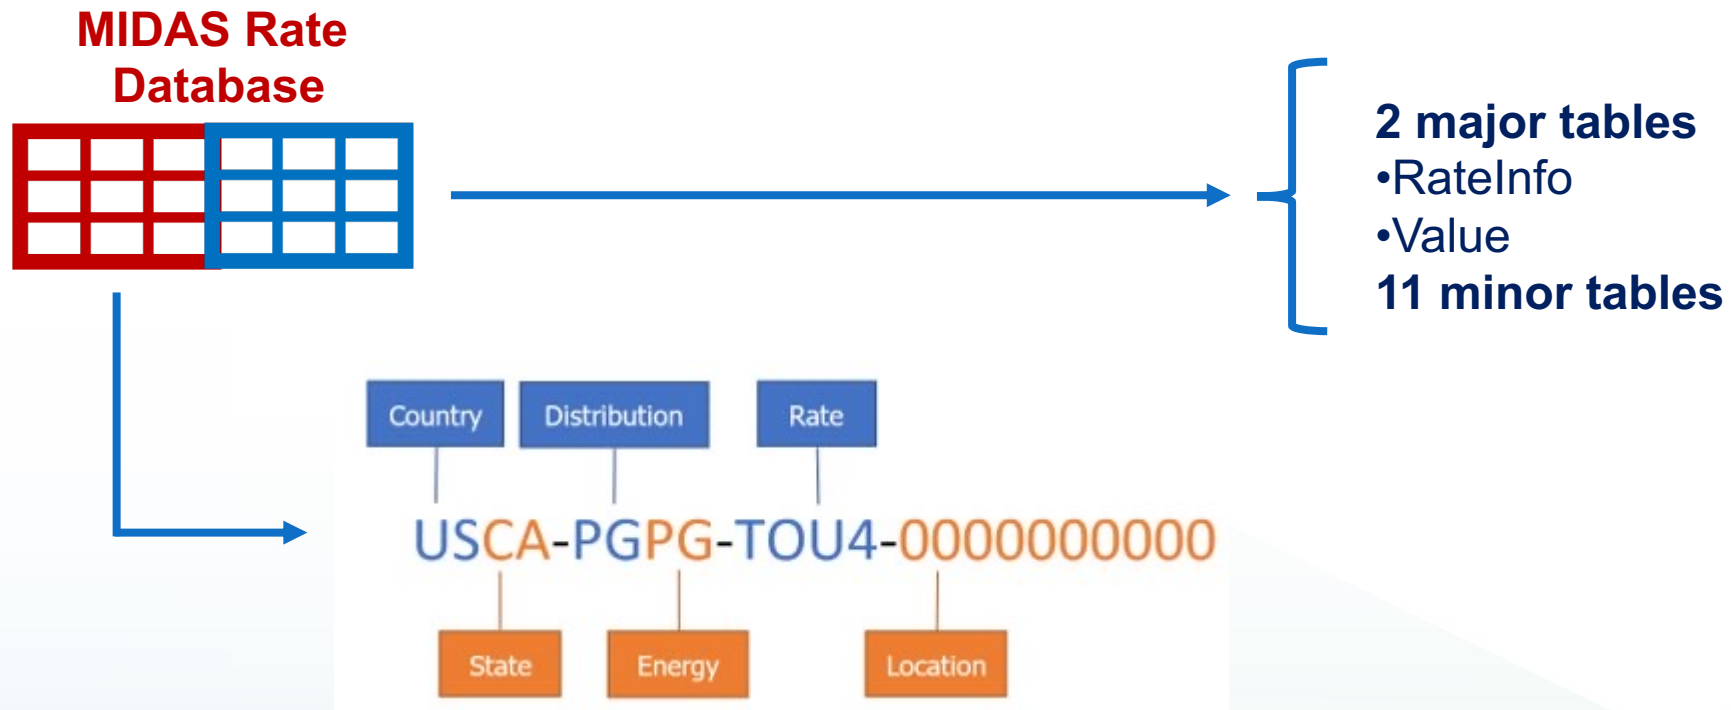 MIDAS Rate
Database
2 major tables
•RateInfo
•Value
11 minor tables
Country
Distribution
Rate
USCA-PGPG-TOU4-0000000000
State
Energy
Location